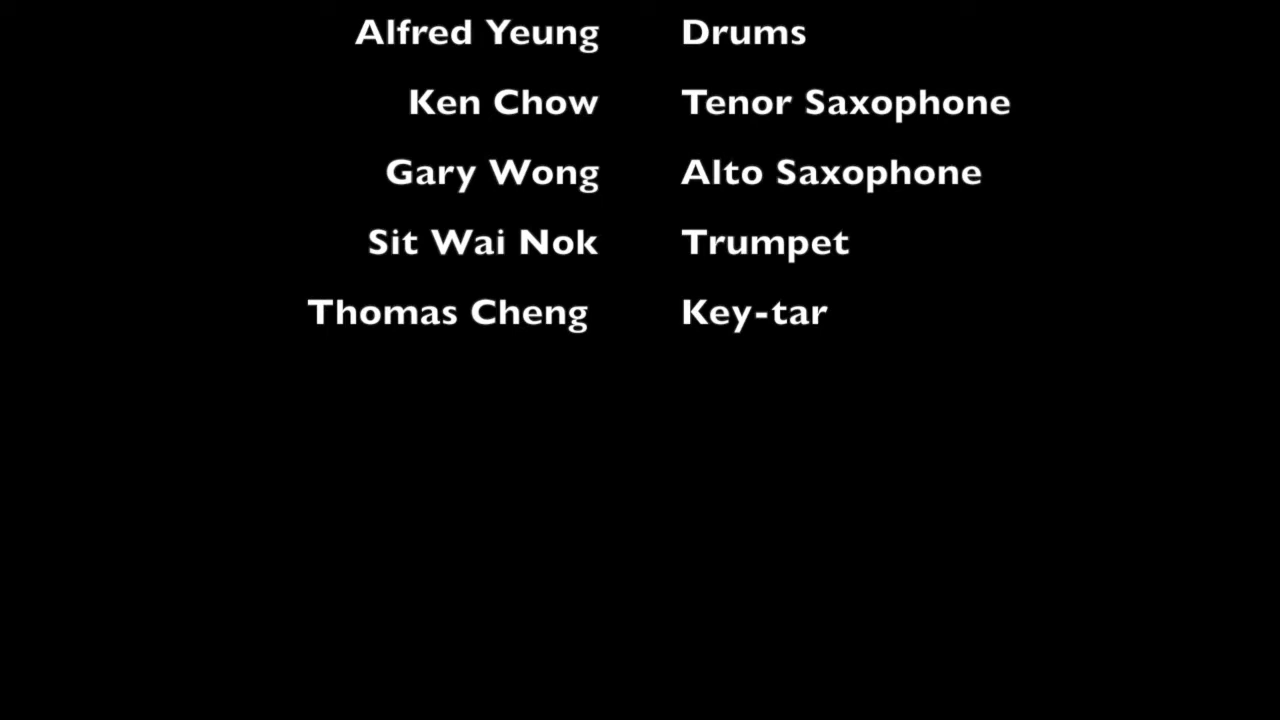 Alfred Yeung Drums
Ken Chow Tenor Saxophone
Gary Wong Alto Saxophone
Sit Wai Nok Trumpet
Thomas Cheng Key-tar